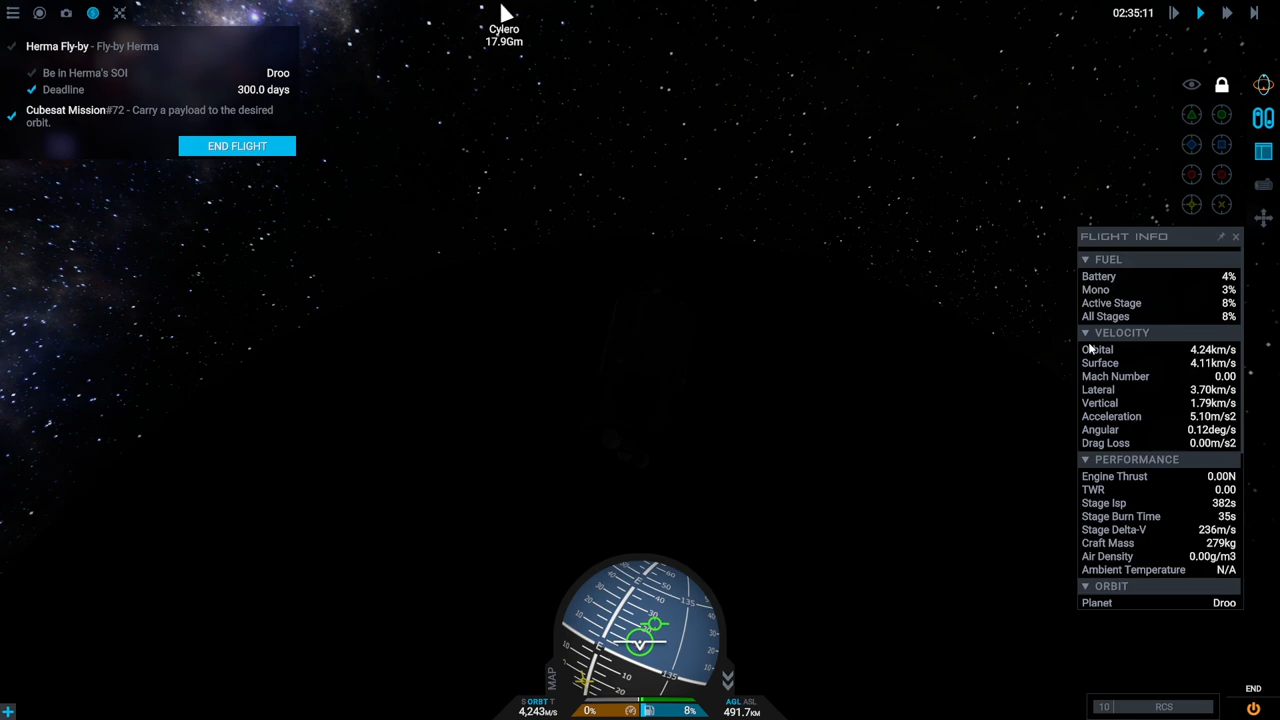 Cylero
17.9Gm
02:35:11
Herma Fly-by - Fly-by Herma
Be in Herma's SOI Droo
Deadline 300.0 days
Cubesat Mission#72 - Carry a payload to the desired
orbit.
END FLIGHT
FLIGHT INFO
FUEL
Battery 4%
Mono 3%
Active Stage 8%
All Stages 8%
VELOCITY
Orbital 4.24km/s
Surface 4.11km/s
Mach Number 0.00
Lateral 3.70km/s
Vertical 1.79km/s
Acceleration 5.10m/s2
Angular 0.12deg/s
Drag Loss 0.00m/s2
PERFORMANCE
Engine Thrust 0.00N
TWR 0.00
Stage Isp 382s
Stage Burn Time 35s
Stage Delta-V 236m/s
Craft Mass 279kg
Air Density 0.00g/m3
Ambient Temperature N/A
ORBIT
Planet Droo
MAP
S ORBT T
4,243M/S
0%
8%
AGL ASL
491.7KM
10 RCS
END